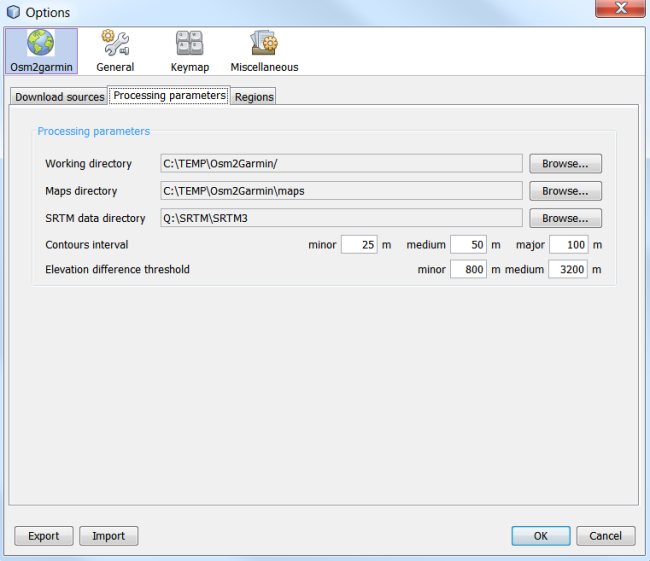 Options
Osm2garmin General Keymap Miscellaneous
Download sources Processing parameters Regions
Processing parameters
Working directory C:\TEMP\Osm2Garmin/ Browse...
Maps directory C:\TEMP\Osm2Garmin\maps Browse...
SRTM data directory Q:\SRTM\SRTM3 Browse...
Contours interval minor 25 m medium 50 m major 100 m
Elevation difference threshold minor 800 m medium 3200 m
Export Import OK Cancel